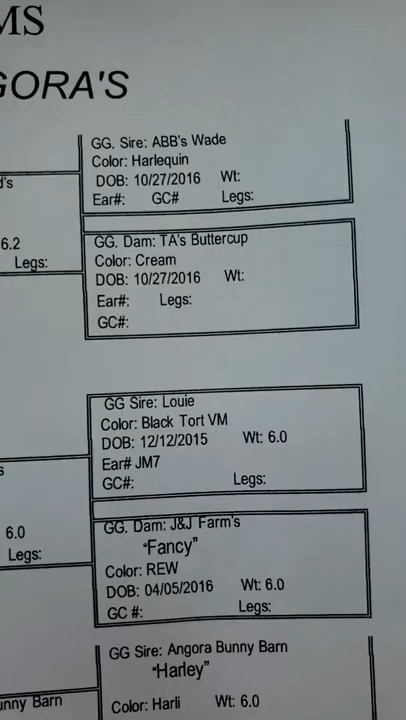 MS
GORA'S
GG. Sire: ABB's Wade
Color: Harlequin
DOB: 10/27/2016 Wt:
Ear#: GC# Legs:
d's
6.2
Legs:
GG. Dam: TA's Buttercup
Color: Cream
DOB: 10/27/2016 Wt:
Ear#: Legs:
GC#:
GG Sire: Louie
Color: Black Tort VM
DOB: 12/12/2015 Wt: 6.0
Ear# JM7
GC#: Legs:
s
6.0
Legs:
GG. Dam: J&J Farm's
"Fancy"
Color: REW
DOB: 04/05/2016 Wt: 6.0
GC #: Legs:
GG Sire: Angora Bunny Barn
"Harley"
Color: Harli Wt: 6.0
unny Barn